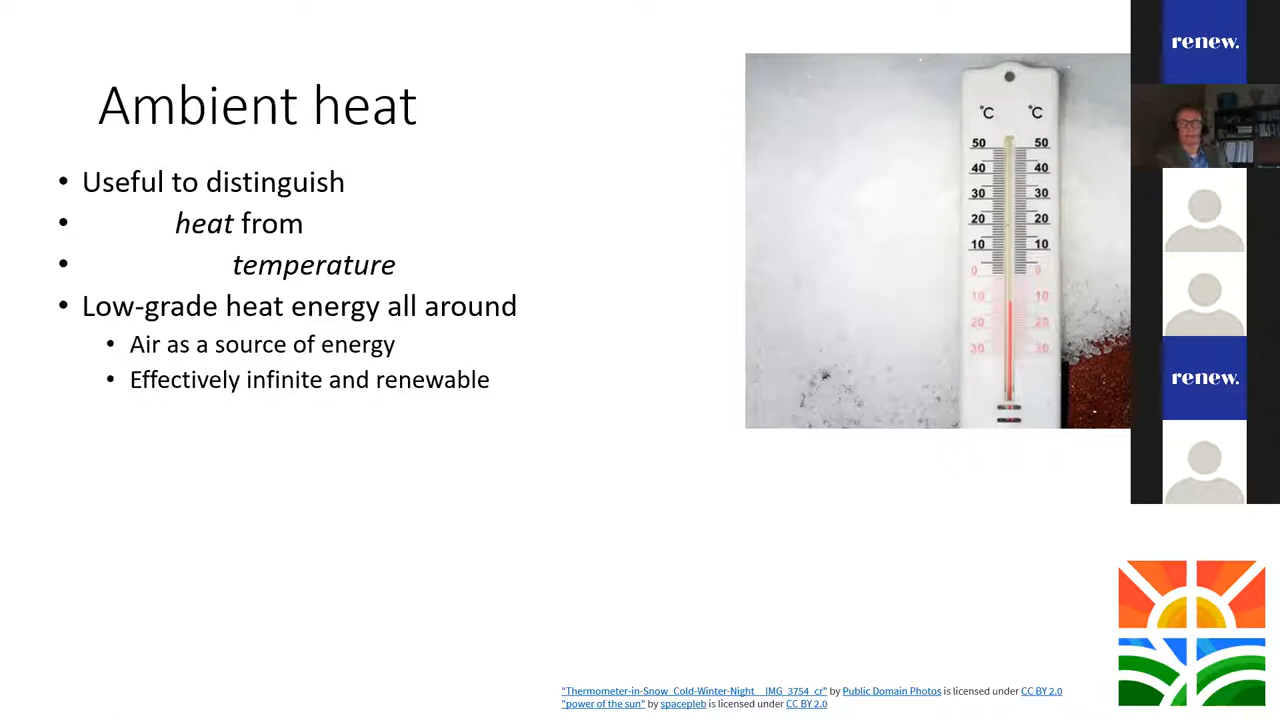 Ambient heat
• Useful to distinguish
• heat from
• temperature
• Low-grade heat energy all around
• Air as a source of energy
• Effectively infinite and renewable
°C °C
50 50
40 40
30 30
20 20
10 10
0 0
10 10
20 20
30 30
renew.
renew.
"Thermometer-in-Snow_Cold-Winter-Night__IMG_3754_cr" by Public Domain Photos is licensed under CC BY 2.0
"power of the sun" by spacepleb is licensed under CC BY 2.0